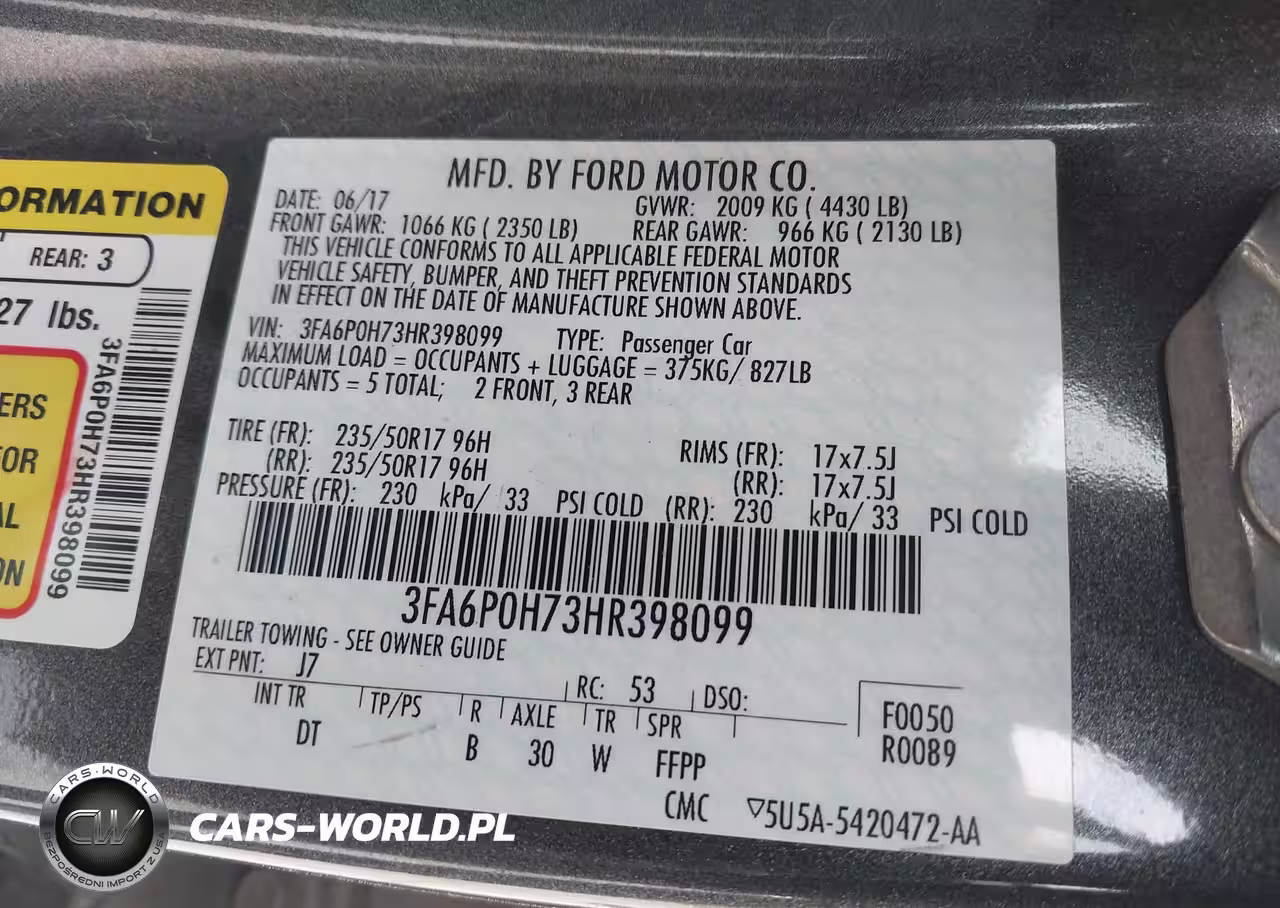 MFD. BY FORD MOTOR CO.
DATE: 06/17 GVWR: 2009 KG ( 4430 LB)
FRONT GAWR: 1066 KG ( 2350 LB) REAR GAWR: 966 KG ( 2130 LB)
THIS VEHICLE CONFORMS TO ALL APPLICABLE FEDERAL MOTOR
VEHICLE SAFETY, BUMPER, AND THEFT PREVENTION STANDARDS
IN EFFECT ON THE DATE OF MANUFACTURE SHOWN ABOVE.
VIN: 3FA6P0H73HR398099 TYPE: Passenger Car
MAXIMUM LOAD = OCCUPANTS + LUGGAGE = 375KG/ 827LB
OCCUPANTS = 5 TOTAL; 2 FRONT, 3 REAR
TIRE (FR): 235/50R17 96H RIMS (FR): 17x7.5J
(RR): 235/50R17 96H (RR): 17x7.5J
PRESSURE (FR): 230 kPa/ 33 PSI COLD (RR): 230 kPa/ 33 PSI COLD
3FA6P0H73HR398099
TRAILER TOWING - SEE OWNER GUIDE
EXT PNT: J7 RC: 53 DSO:
INT TR TP/PS R AXLE TR SPR F0050
DT B 30 W FFPP R0089
CMC ▽5U5A-5420472-AA
ORMATION
REAR: 3
27 lbs.
ERS
FOR
AL
ON
3FA6P0H73HR398099
CARS-WORLD
CW
BEZPOŚREDNI IMPORT Z USA
CARS-WORLD.PL